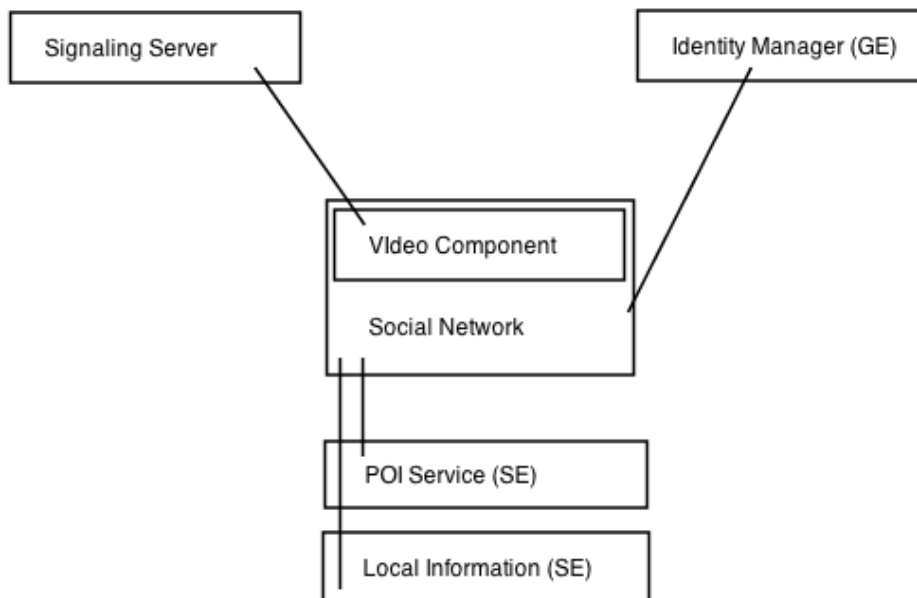 Signaling Server
Identity Manager (GE)
VIdeo Component
Social Network
POI Service (SE)
Local Information (SE)